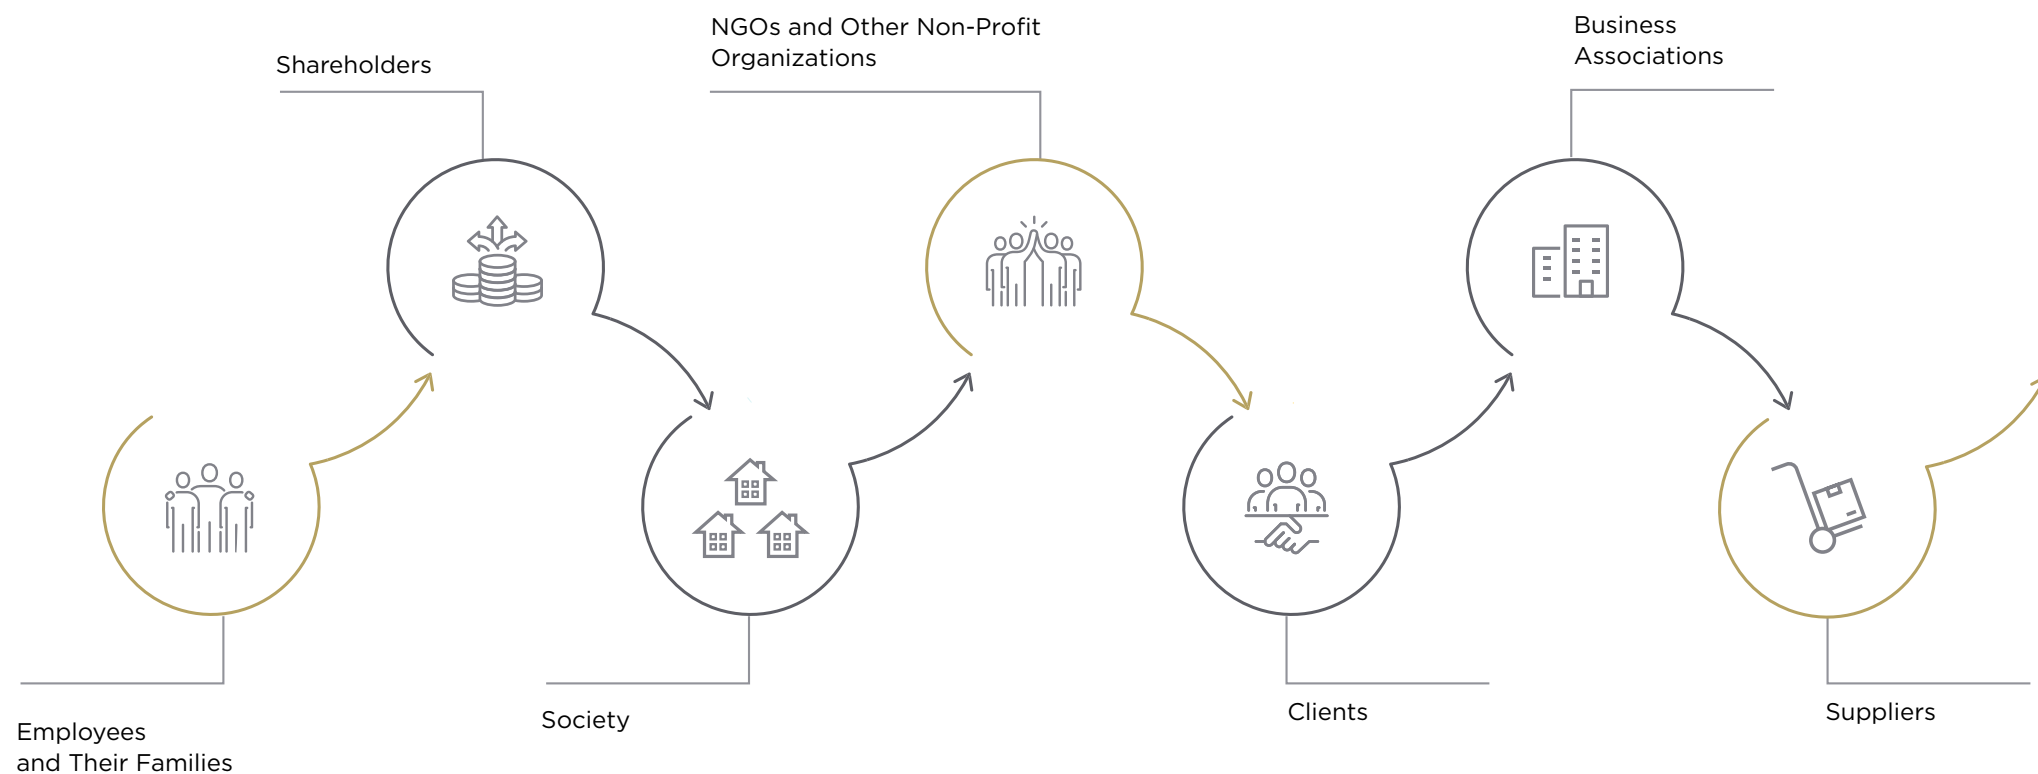 Employees
and Their Families
Shareholders
Society
NGOs and Other Non-Profit
Organizations
Clients
Business
Associations
Suppliers